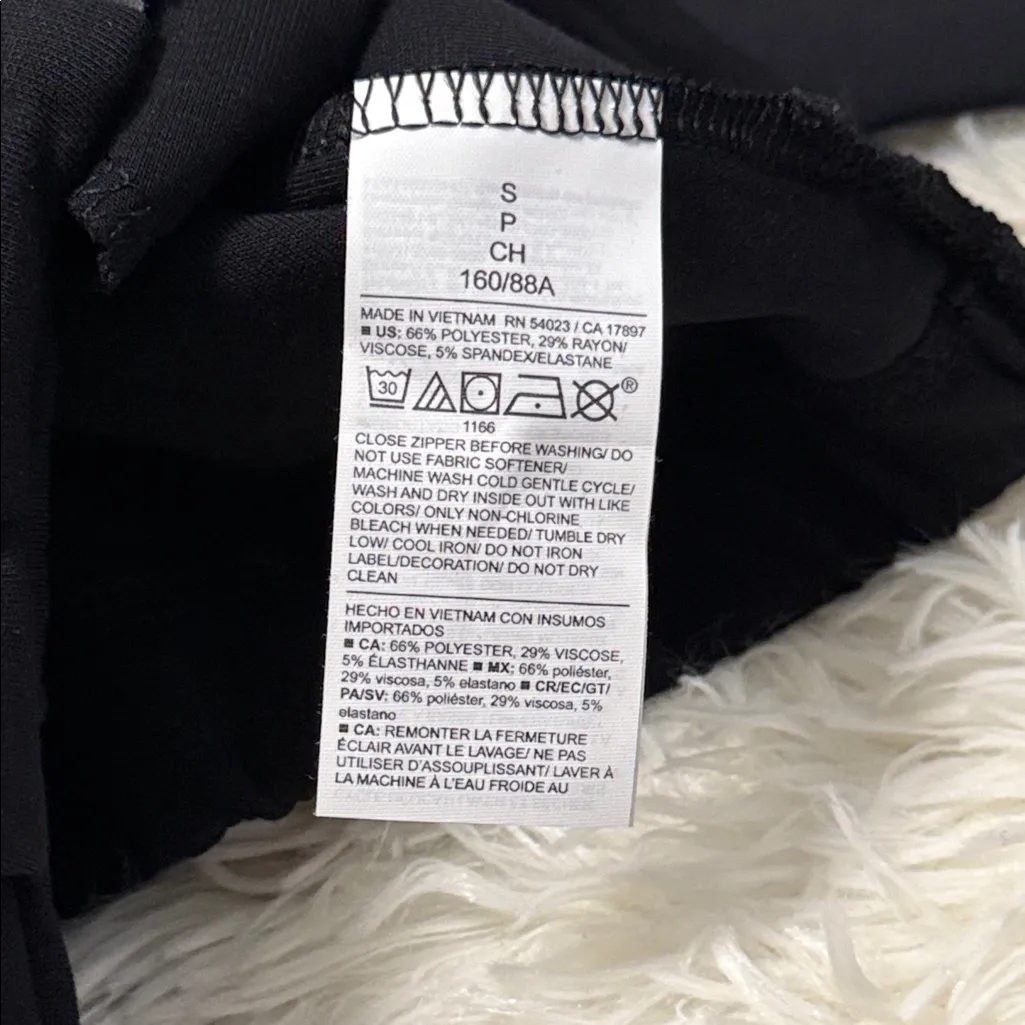 S
P
CH
160/88A
MADE IN VIETNAM RN 54023 / CA 17897
US: 66% POLYESTER, 29% RAYON/
VISCOSE, 5% SPANDEX/ELASTANE
30 ®
1166
CLOSE ZIPPER BEFORE WASHING/ DO
NOT USE FABRIC SOFTENER/
MACHINE WASH COLD GENTLE CYCLE/
WASH AND DRY INSIDE OUT WITH LIKE
COLORS/ ONLY NON-CHLORINE
BLEACH WHEN NEEDED/ TUMBLE DRY
LOW/ COOL IRON/ DO NOT IRON
LABEL/DECORATION/ DO NOT DRY
CLEAN
HECHO EN VIETNAM CON INSUMOS
IMPORTADOS
CA: 66% POLYESTER, 29% VISCOSE,
5% ÉLASTHANNE ■ MX: 66% poliéster,
29% viscosa, 5% elastano ■ CR/EC/GT/
PA/SV: 66% poliéster, 29% viscosa, 5%
elastano
■ CA: REMONTER LA FERMETURE
ÉCLAIR AVANT LE LAVAGE/ NE PAS
UTILISER D'ASSOUPLISSANT/ LAVER À
LA MACHINE À L'EAU FROIDE AU